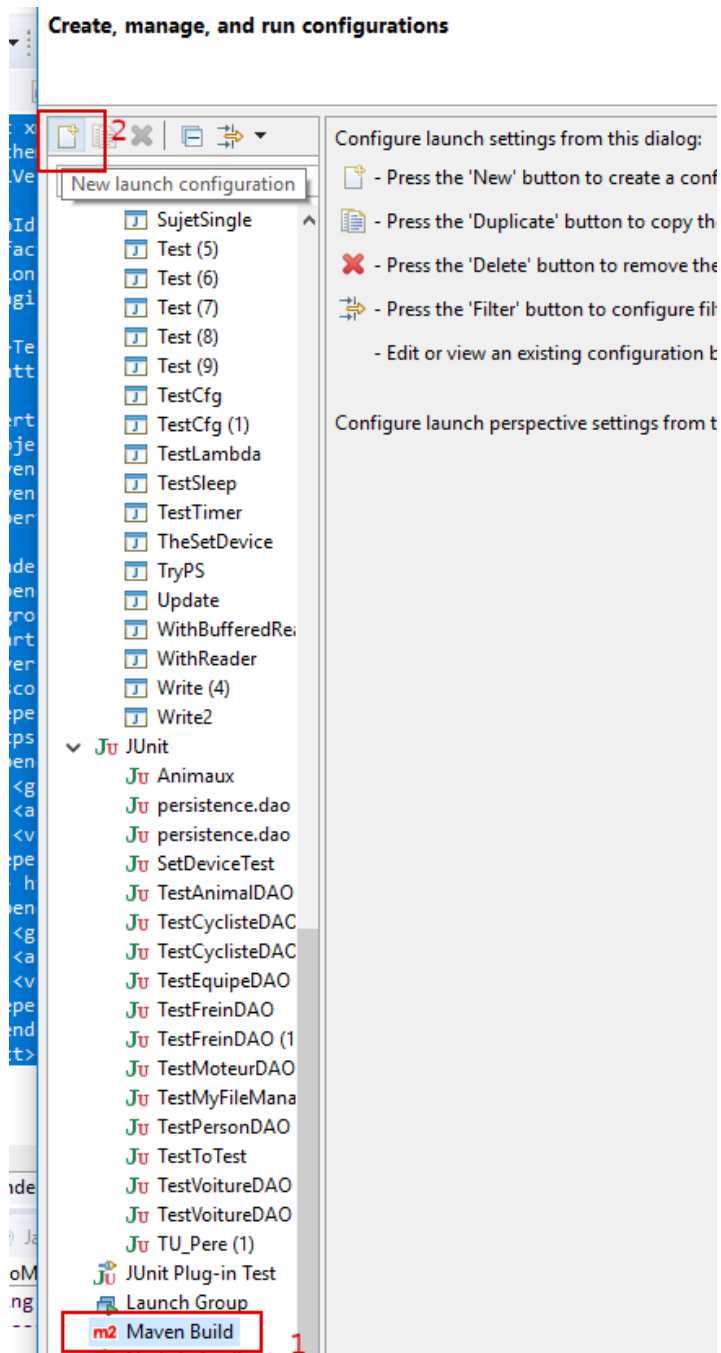 Create, manage, and run configurations
2
Configure launch settings from this dialog:
New launch configuration
- Press the 'New' button to create a conf
SujetSingle
- Press the 'Duplicate' button to copy the
Test (5)
- Press the 'Delete' button to remove the
Test (6)
Test (7)
- Press the 'Filter' button to configure filt
Test (8)
- Edit or view an existing configuration b
Test (9)
TestCfg
TestCfg (1)
Configure launch perspective settings from t
TestLambda
TestSleep
TestTimer
TheSetDevice
TryPS
Update
WithBufferedRea
WithReader
Write (4)
Write2
JUnit
Animaux
persistence.dao
persistence.dao
SetDeviceTest
TestAnimalDAO
TestCyclisteDAO
TestCyclisteDAO
TestEquipeDAO
TestFreinDAO
TestFreinDAO (1
TestMoteurDAO
TestMyFileMana
TestPersonDAO
TestToTest
TestVoitureDAO
TestVoitureDAO
TU_Pere (1)
JUnit Plug-in Test
Launch Group
m2 Maven Build
1